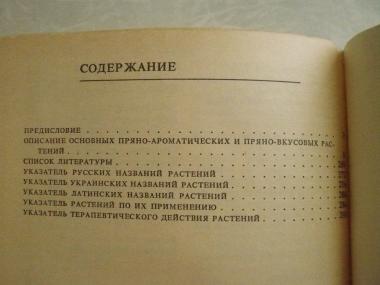 СОДЕРЖАНИЕ
ПРЕДИСЛОВИЕ
ОПИСАНИЕ ОСНОВНЫХ ПРЯНО-АРОМАТИЧЕСКИХ И ПРЯНО-ВКУСОВЫХ РАС-
ТЕНИЙ
СПИСОК ЛИТЕРАТУРЫ
УКАЗАТЕЛЬ РУССКИХ НАЗВАНИЙ РАСТЕНИЙ
УКАЗАТЕЛЬ УКРАИНСКИХ НАЗВАНИЙ РАСТЕНИЙ
УКАЗАТЕЛЬ ЛАТИНСКИХ НАЗВАНИЙ РАСТЕНИЙ
УКАЗАТЕЛЬ РАСТЕНИЙ ПО ИХ ПРИМЕНЕНИЮ
УКАЗАТЕЛЬ ТЕРАПЕВТИЧЕСКОГО ДЕЙСТВИЯ РАСТЕНИЙ